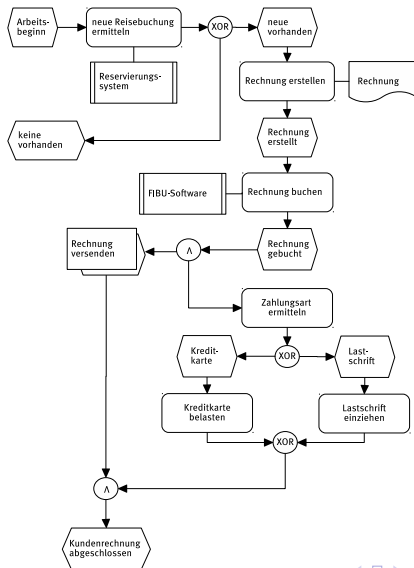 Arbeits-
beginn
neue Reisebuchung
ermitteln
XOR
neue
vorhanden
Reservierungs-
system
Rechnung erstellen
Rechnung
keine
vorhanden
Rechnung
erstellt
FIBU-Software
Rechnung buchen
Rechnung
versenden
∧
Rechnung
gebucht
Zahlungsart
ermitteln
Kredit-
karte
XOR
Last-
schrift
Kreditkarte
belasten
Lastschrift
einziehen
XOR
∧
Kundenrechnung
abgeschlossen